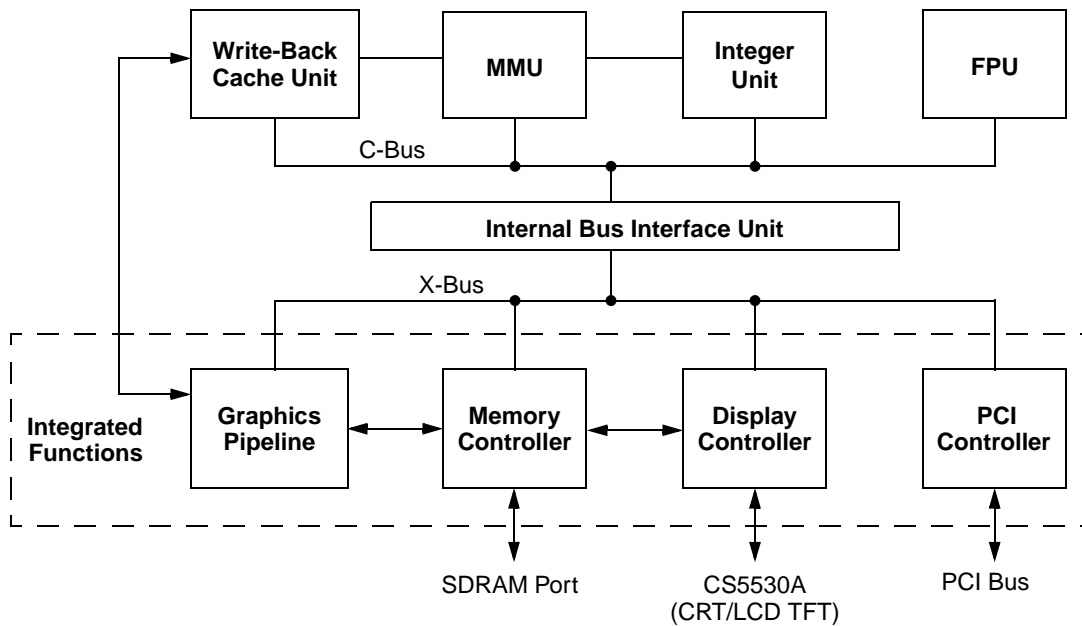 Write-Back
Cache Unit
MMU
Integer
Unit
FPU
C-Bus
Internal Bus Interface Unit
X-Bus
Integrated
Functions
Graphics
Pipeline
Memory
Controller
Display
Controller
PCI
Controller
SDRAM Port
CS5530A
(CRT/LCD TFT)
PCI Bus